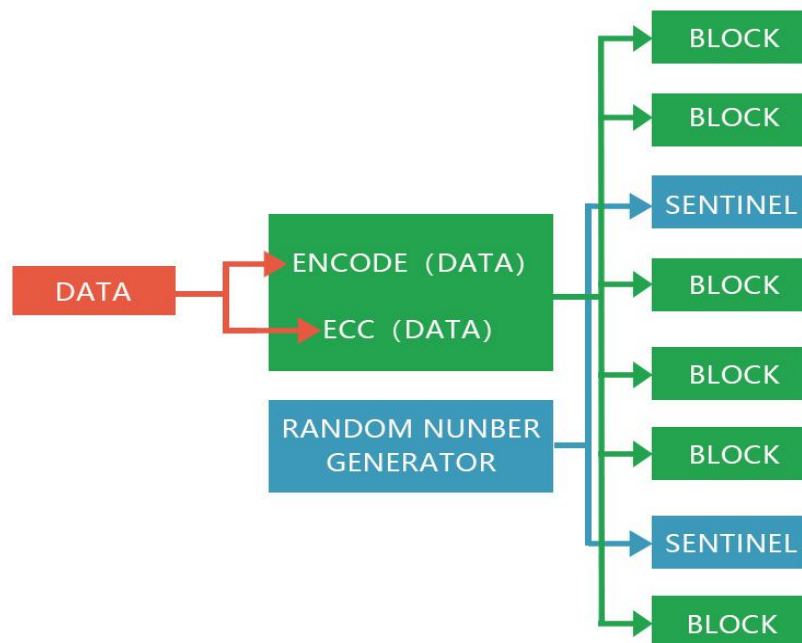 DATA
ENCODE (DATA)
ECC (DATA)
RANDOM NUNBER
GENERATOR
BLOCK
BLOCK
SENTINEL
BLOCK
BLOCK
BLOCK
SENTINEL
BLOCK